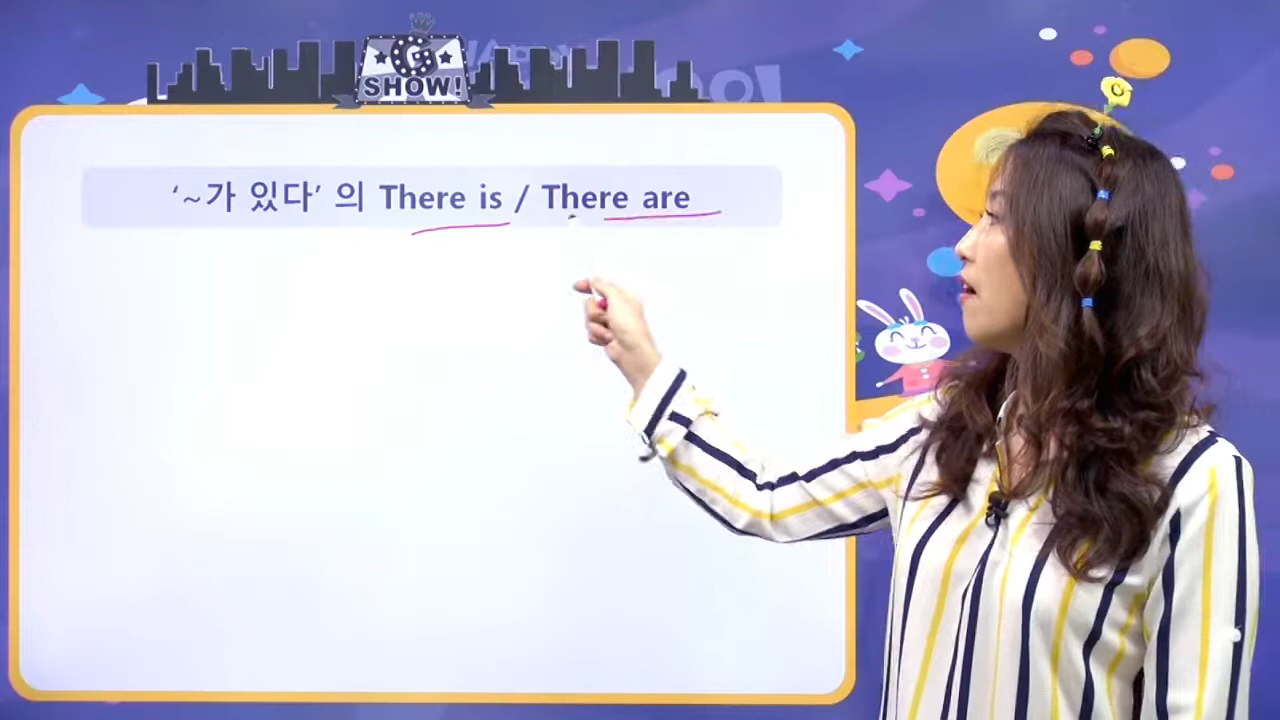 G
SHOW!
‘~가 있다’ 의 There is / There are